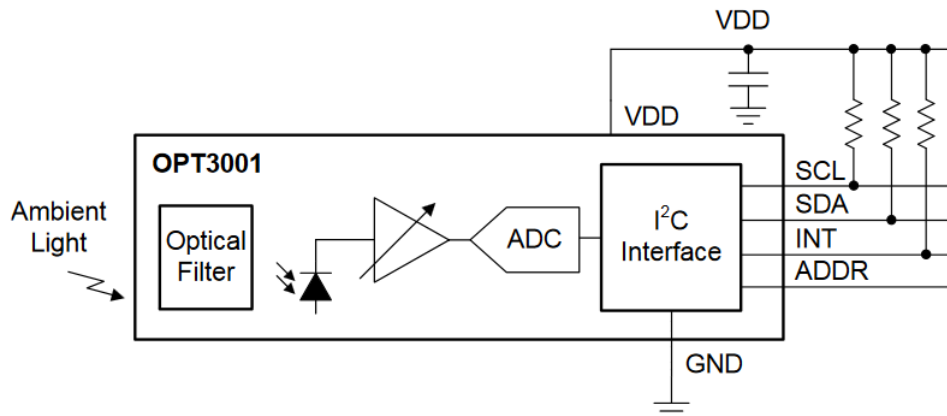 VDD
VDD
OPT3001
Ambient
Light
Optical
Filter
ADC
I²C
Interface
SCL
SDA
INT
ADDR
GND